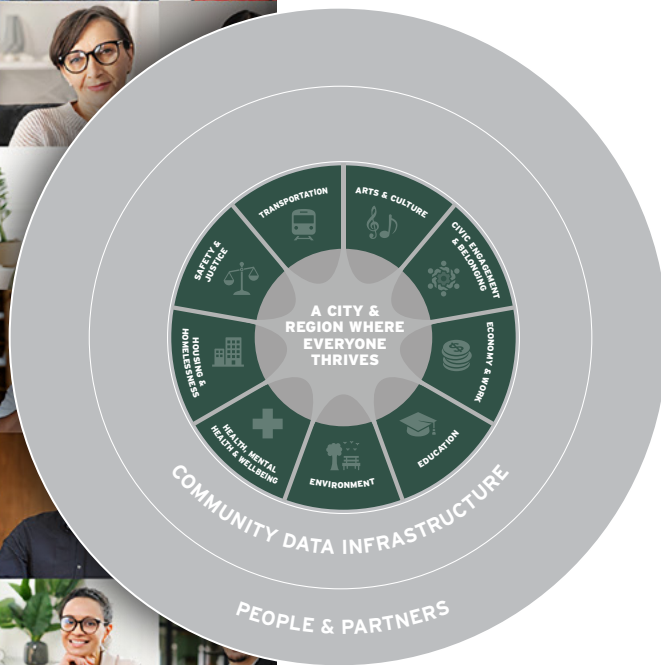 TRANSPORTATION
ARTS & CULTURE
CIVIC ENGAGEMENT
& BELONGING
ECONOMY & WORK
EDUCATION
ENVIRONMENT
HEALTH, MENTAL
HEALTH & WELLBEING
HOUSING &
HOMELESSNESS
SAFETY &
JUSTICE
A CITY &
REGION WHERE
EVERYONE
THRIVES
COMMUNITY DATA INFRASTRUCTURE
PEOPLE & PARTNERS